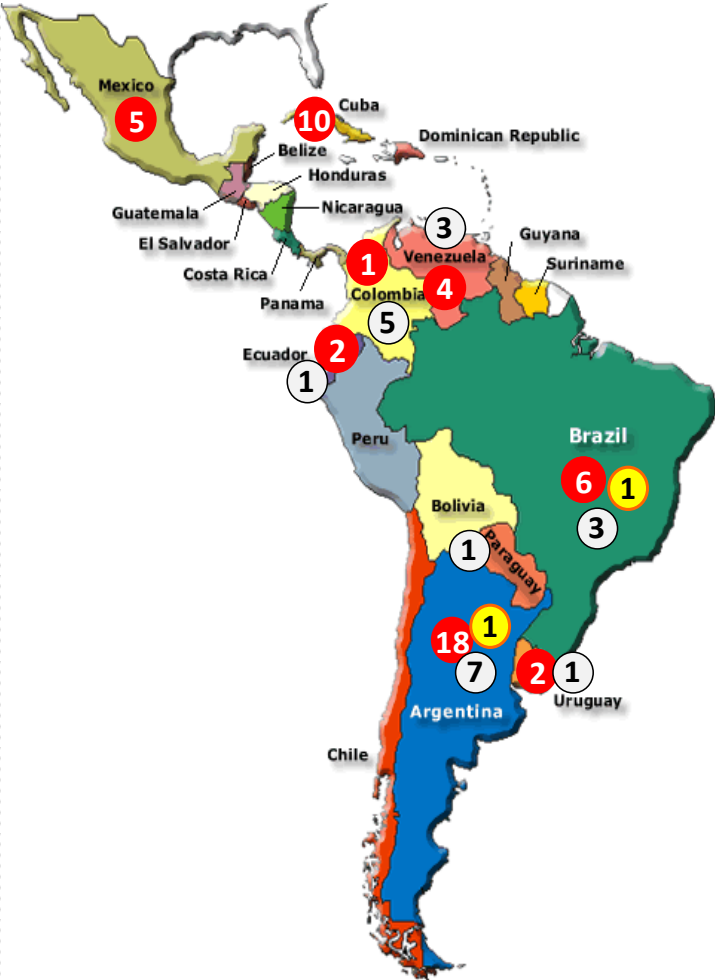 Mexico
5
10
Cuba
Dominican Republic
Belize
Honduras
Guatemala
Nicaragua
El Salvador
Costa Rica
Panama
3
Guyana
Venezuela
Suriname
1
4
Colombia
5
2
Ecuador
1
Peru
Brazil
6
1
3
Bolivia
1
Paraguay
1
18
7
2
1
Uruguay
Argentina
Chile